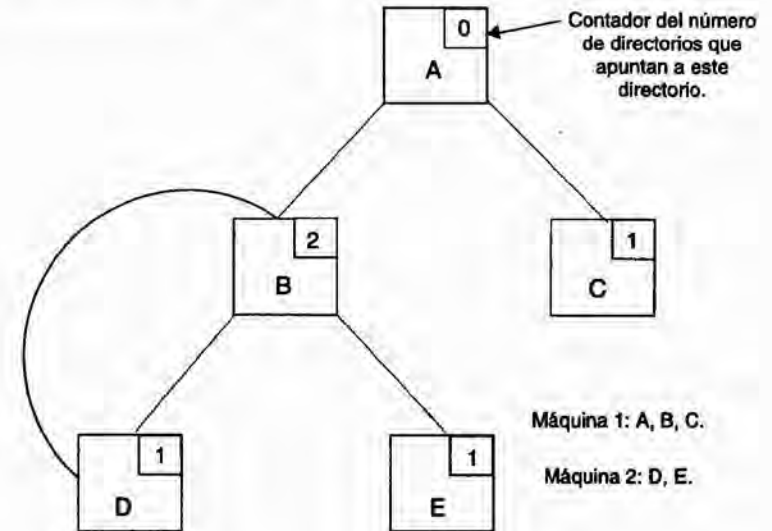 0
Contador del número
de directorios que
apuntan a este
directorio.
A
2
B
1
C
Máquina 1: A, B, C.
1
D
1
E
Máquina 2: D, E.